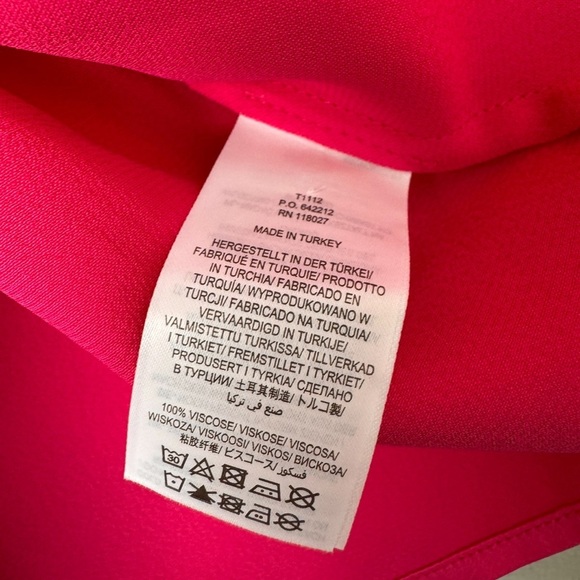 T1112
P.O. 642212
RN 118027
MADE IN TURKEY
HERGESTELLT IN DER TÜRKEI/
FABRIQUÉ EN TURQUIE/ PRODOTTO
IN TURCHIA/ FABRICADO EN
TURQUÍA/ WYPRODUKOWANO W
TURCJI/ FABRICADO NA TURQUIA/
VERVAARDIGD IN TURKIJE/
VALMISTETTU TURKISSA/ TILLVERKAD
I TURKIET/ FREMSTILLET I TYRKIET/
PRODUSERT I TYRKIA/ СДЕЛАНО
В ТУРЦИИ/ 土耳其制造/ トルコ製/
صنع في تركيا
100% VISCOSE/ VISKOSE/ VISCOSA/
WISKOZA/ VISKOOSI/ VISKOS/ ВИСКОЗА/
粘胶纤维/ ビスコース/ فسكوز
30